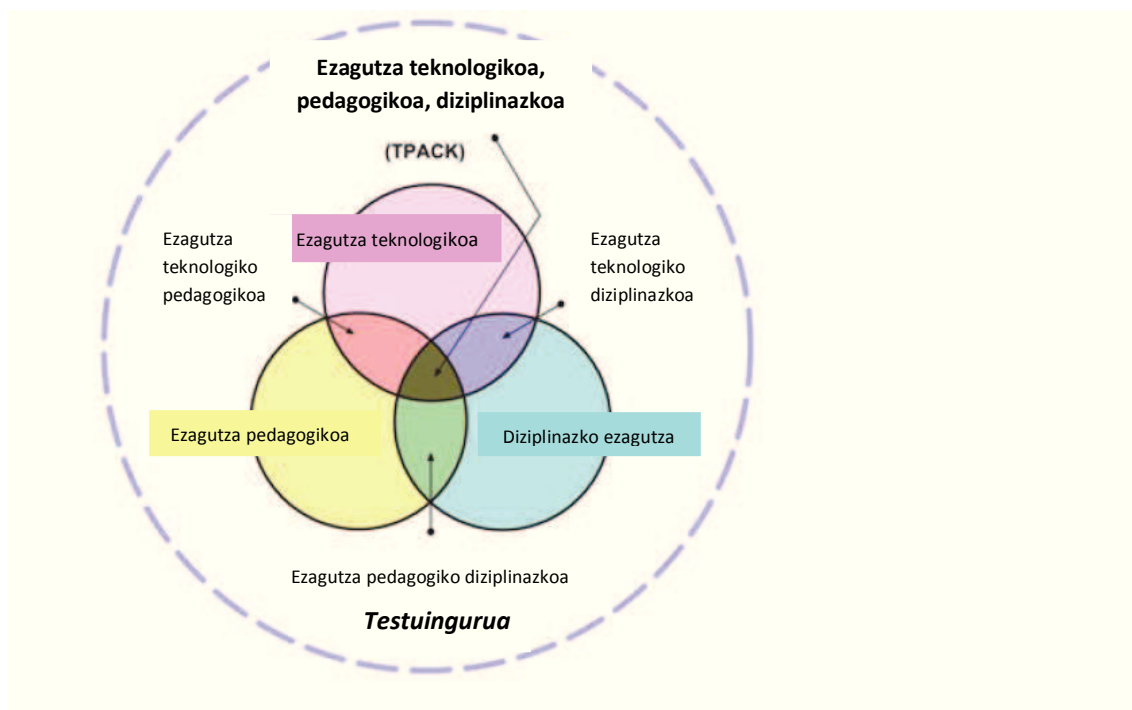 Ezagutza teknologikoa,
pedagogikoa, diziplinazkoa
(TPACK)
Ezagutza
teknologiko
pedagogikoa
Ezagutza teknologikoa
Ezagutza
teknologiko
diziplinazkoa
Ezagutza pedagogikoa
Diziplinazko ezagutza
Ezagutza pedagogiko diziplinazkoa
Testuingurua